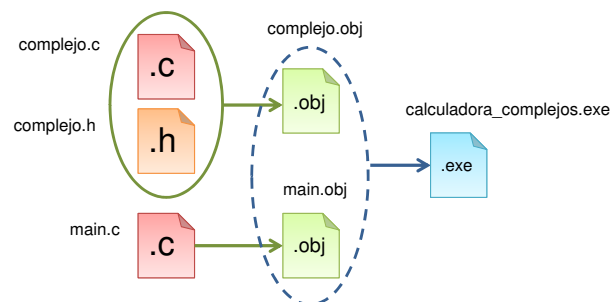 complejo.c
.c
complejo.h
.h
complejo.obj
.obj
calculadora_complejos.exe
.exe
main.c
.c
main.obj
.obj